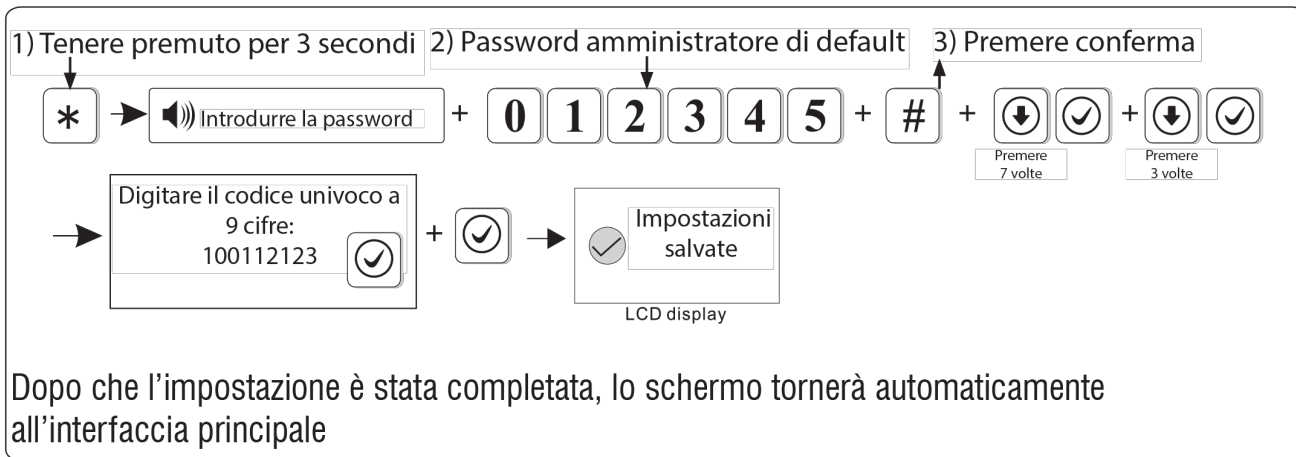 1) Tenere premuto per 3 secondi 2) Password amministratore di default 3) Premere conferma
* Introdurre la password + 0 1 2 3 4 5 + # + +
Premere
7 volte
Premere
3 volte
Digitare il codice univoco a
9 cifre:
100112123
+
Impostazioni
salvate
LCD display
Dopo che l'impostazione è stata completata, lo schermo tornerà automaticamente
all'interfaccia principale